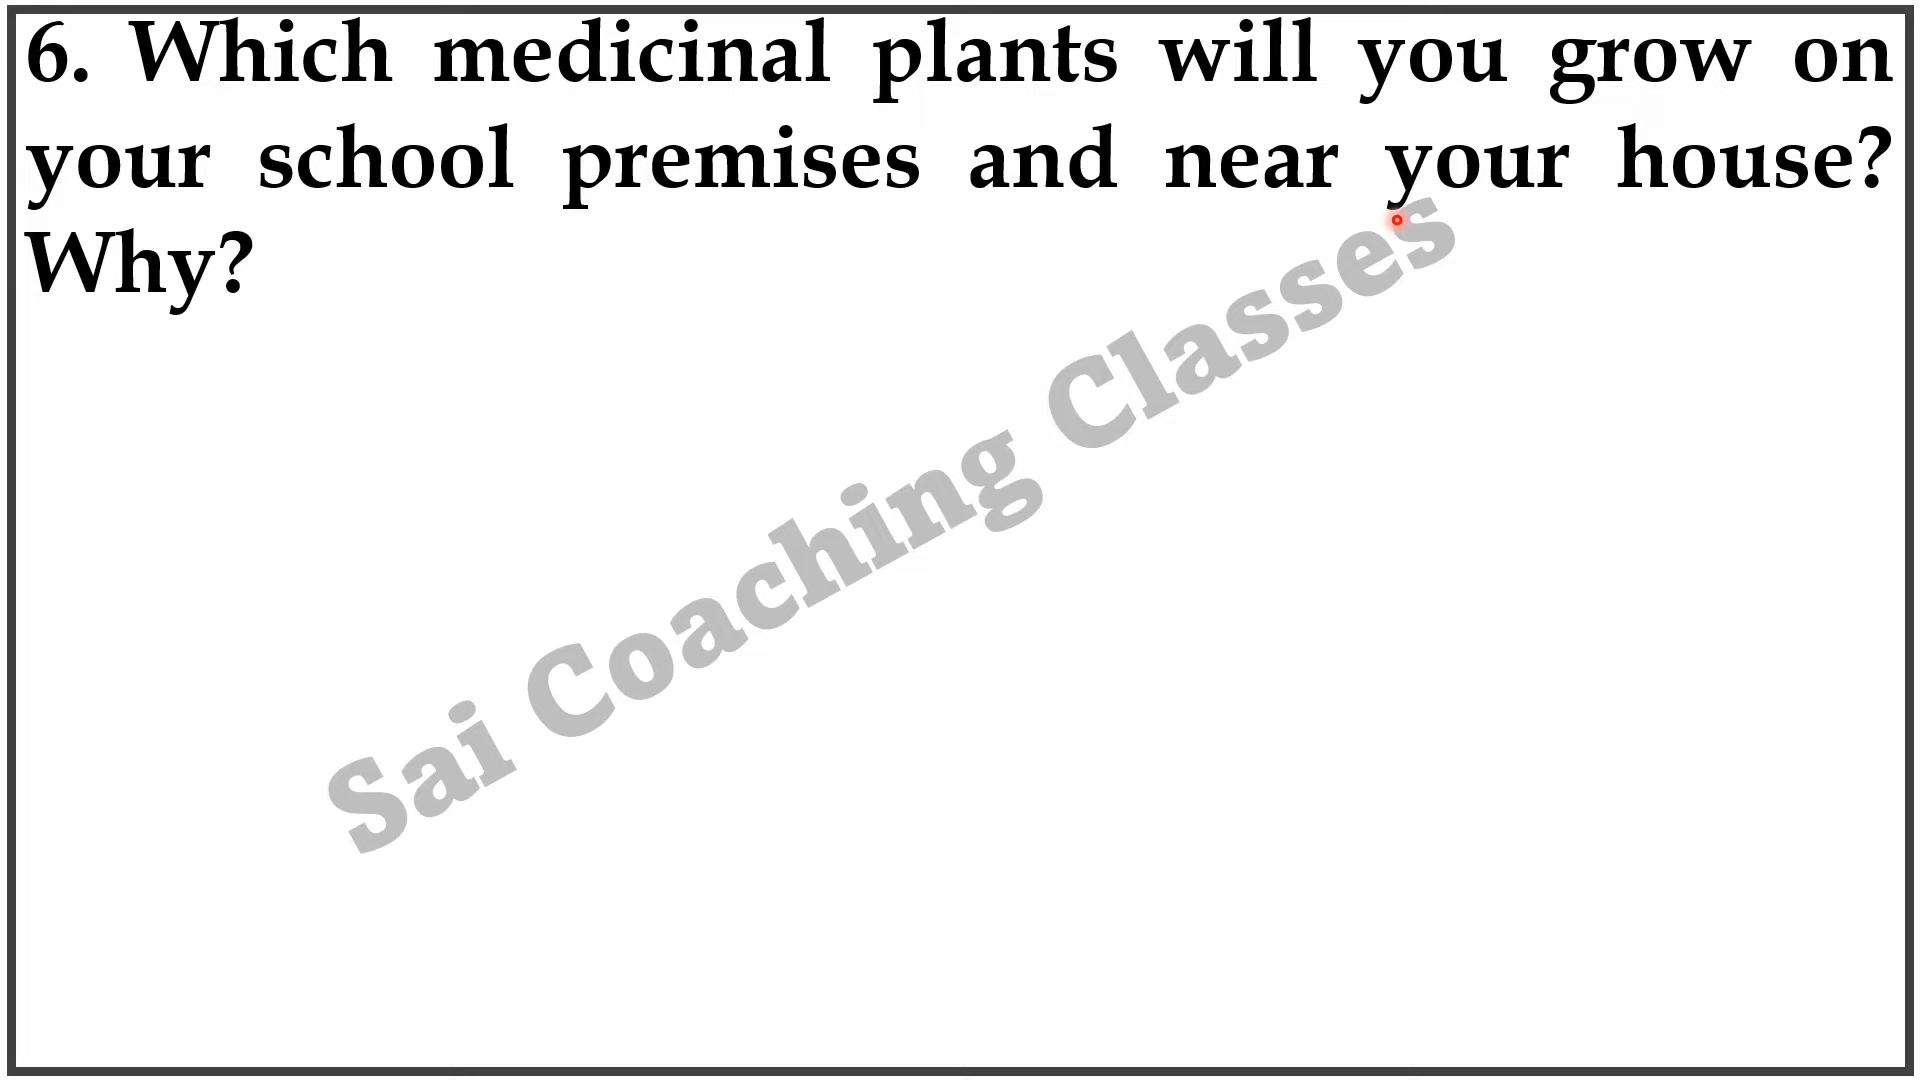 6. Which medicinal plants will you grow on
your school premises and near your house?
Why?
Sai Coaching Classes